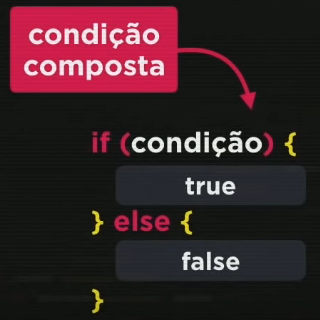 condição
composta
if (condição) {
true
} else {
false
}